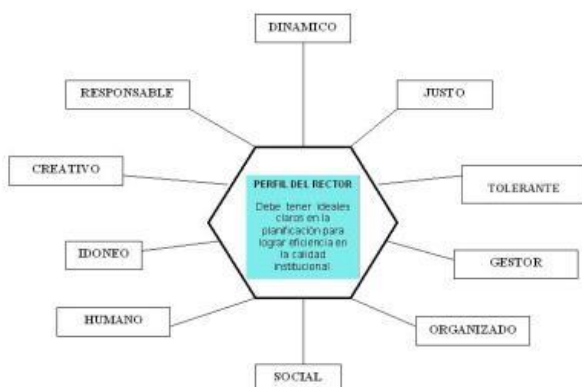 DINAMICO
RESPONSABLE
JUSTO
CREATIVO
TOLERANTE
PERFIL DEL RECTOR
Debe tener ideales
claros en la
planificación para
lograr eficiencia en
la calidad
institucional
IDONEO
GESTOR
HUMANO
ORGANIZADO
SOCIAL